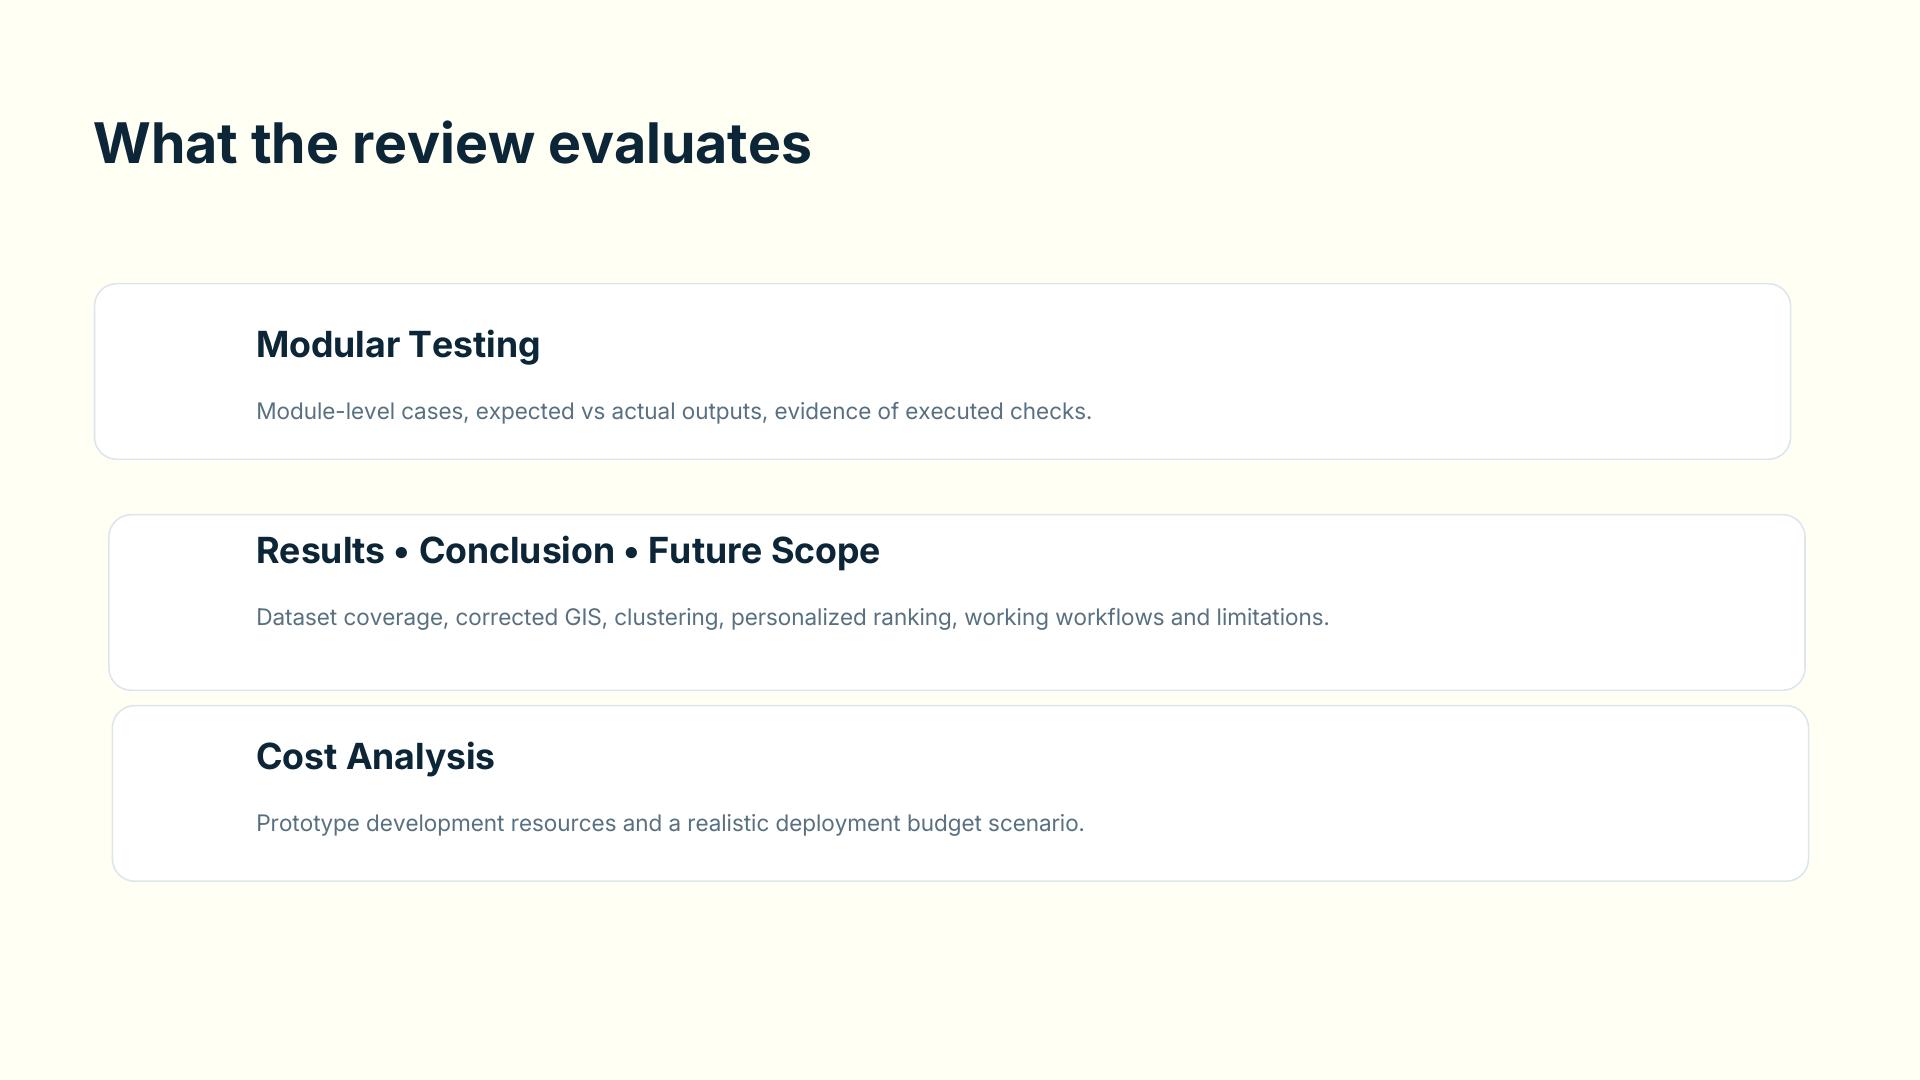 What the review evaluates
Modular Testing
Module-level cases, expected vs actual outputs, evidence of executed checks.
Results • Conclusion • Future Scope
Dataset coverage, corrected GIS, clustering, personalized ranking, working workflows and limitations.
Cost Analysis
Prototype development resources and a realistic deployment budget scenario.